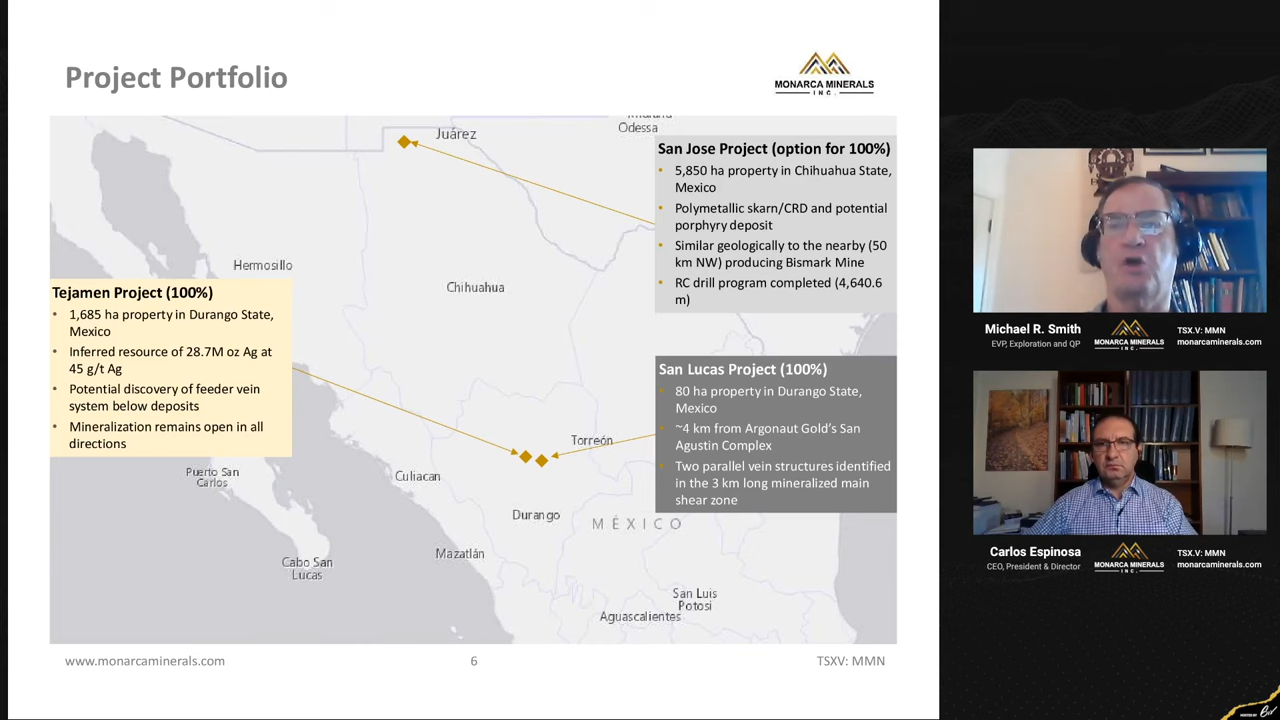 Project Portfolio
MONARCA MINERALS
INC.
Juárez
Odessa
Hermosillo
Chihuahua
Torreón
Culiacan
Puerto San
Carlos
Durango
MÉXICO
Mazatlán
Cabo San
Lucas
San Luis
Potosi
Aguascalientes
San Jose Project (option for 100%)
• 5,850 ha property in Chihuahua State,
Mexico
• Polymetallic skarn/CRD and potential
porphyry deposit
• Similar geologically to the nearby (50
km NW) producing Bismark Mine
• RC drill program completed (4,640.6
m)
Tejamen Project (100%)
• 1,685 ha property in Durango State,
Mexico
• Inferred resource of 28.7M oz Ag at
45 g/t Ag
• Potential discovery of feeder vein
system below deposits
• Mineralization remains open in all
directions
San Lucas Project (100%)
• 80 ha property in Durango State,
Mexico
• ~4 km from Argonaut Gold's San
Agustin Complex
• Two parallel vein structures identified
in the 3 km long mineralized main
shear zone
www.monarcaminerals.com
6
TSXV: MMN
Michael R. Smith
EVP, Exploration and QP
MONARCA MINERALS
INC.
TSX.V: MMN
monarcaminerals.com
Carlos Espinosa
CEO, President & Director
MONARCA MINERALS
INC.
TSX.V: MMN
monarcaminerals.com
HOSTED BY